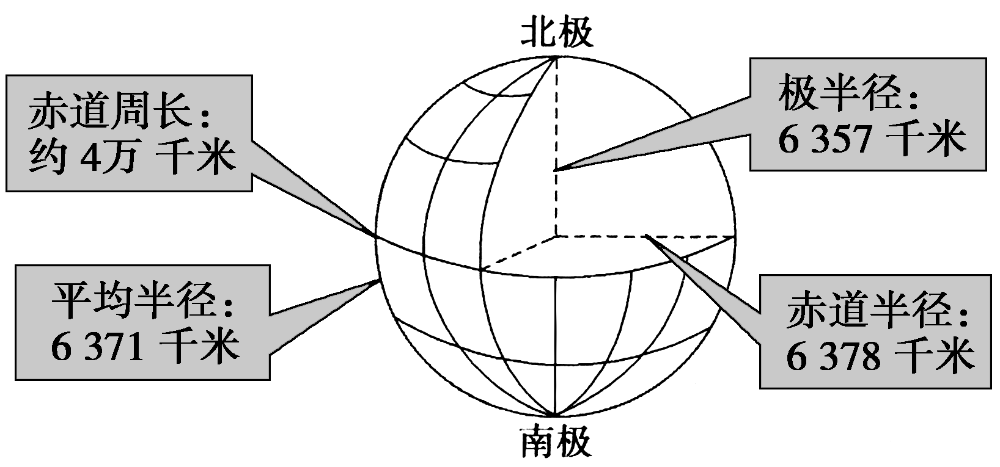 北极
赤道周长：
约 4万 千米
极半径：
6 357 千米
平均半径：
6 371 千米
赤道半径：
6 378 千米
南极